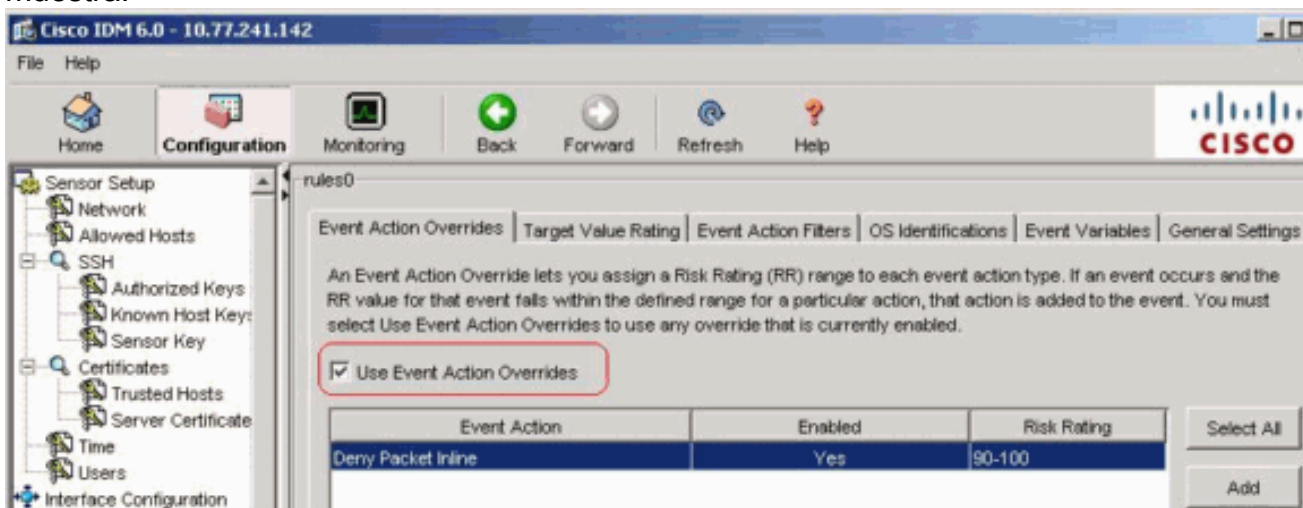 muestra:
Cisco IDM 6.0 - 10.77.241.142
File Help
Home Configuration Monitoring Back Forward Refresh Help
CISCO
Sensor Setup
Network
Allowed Hosts
SSH
Authorized Keys
Known Host Keys
Sensor Key
Certificates
Trusted Hosts
Server Certificate
Time
Users
Interface Configuration
rules0
Event Action Overrides Target Value Rating Event Action Filters OS Identifications Event Variables General Settings
An Event Action Override lets you assign a Risk Rating (RR) range to each event action type. If an event occurs and the
RR value for that event falls within the defined range for a particular action, that action is added to the event. You must
select Use Event Action Overrides to use any override that is currently enabled.
Use Event Action Overrides
Event Action Enabled Risk Rating
Deny Packet Inline Yes 90-100
Select All
Add